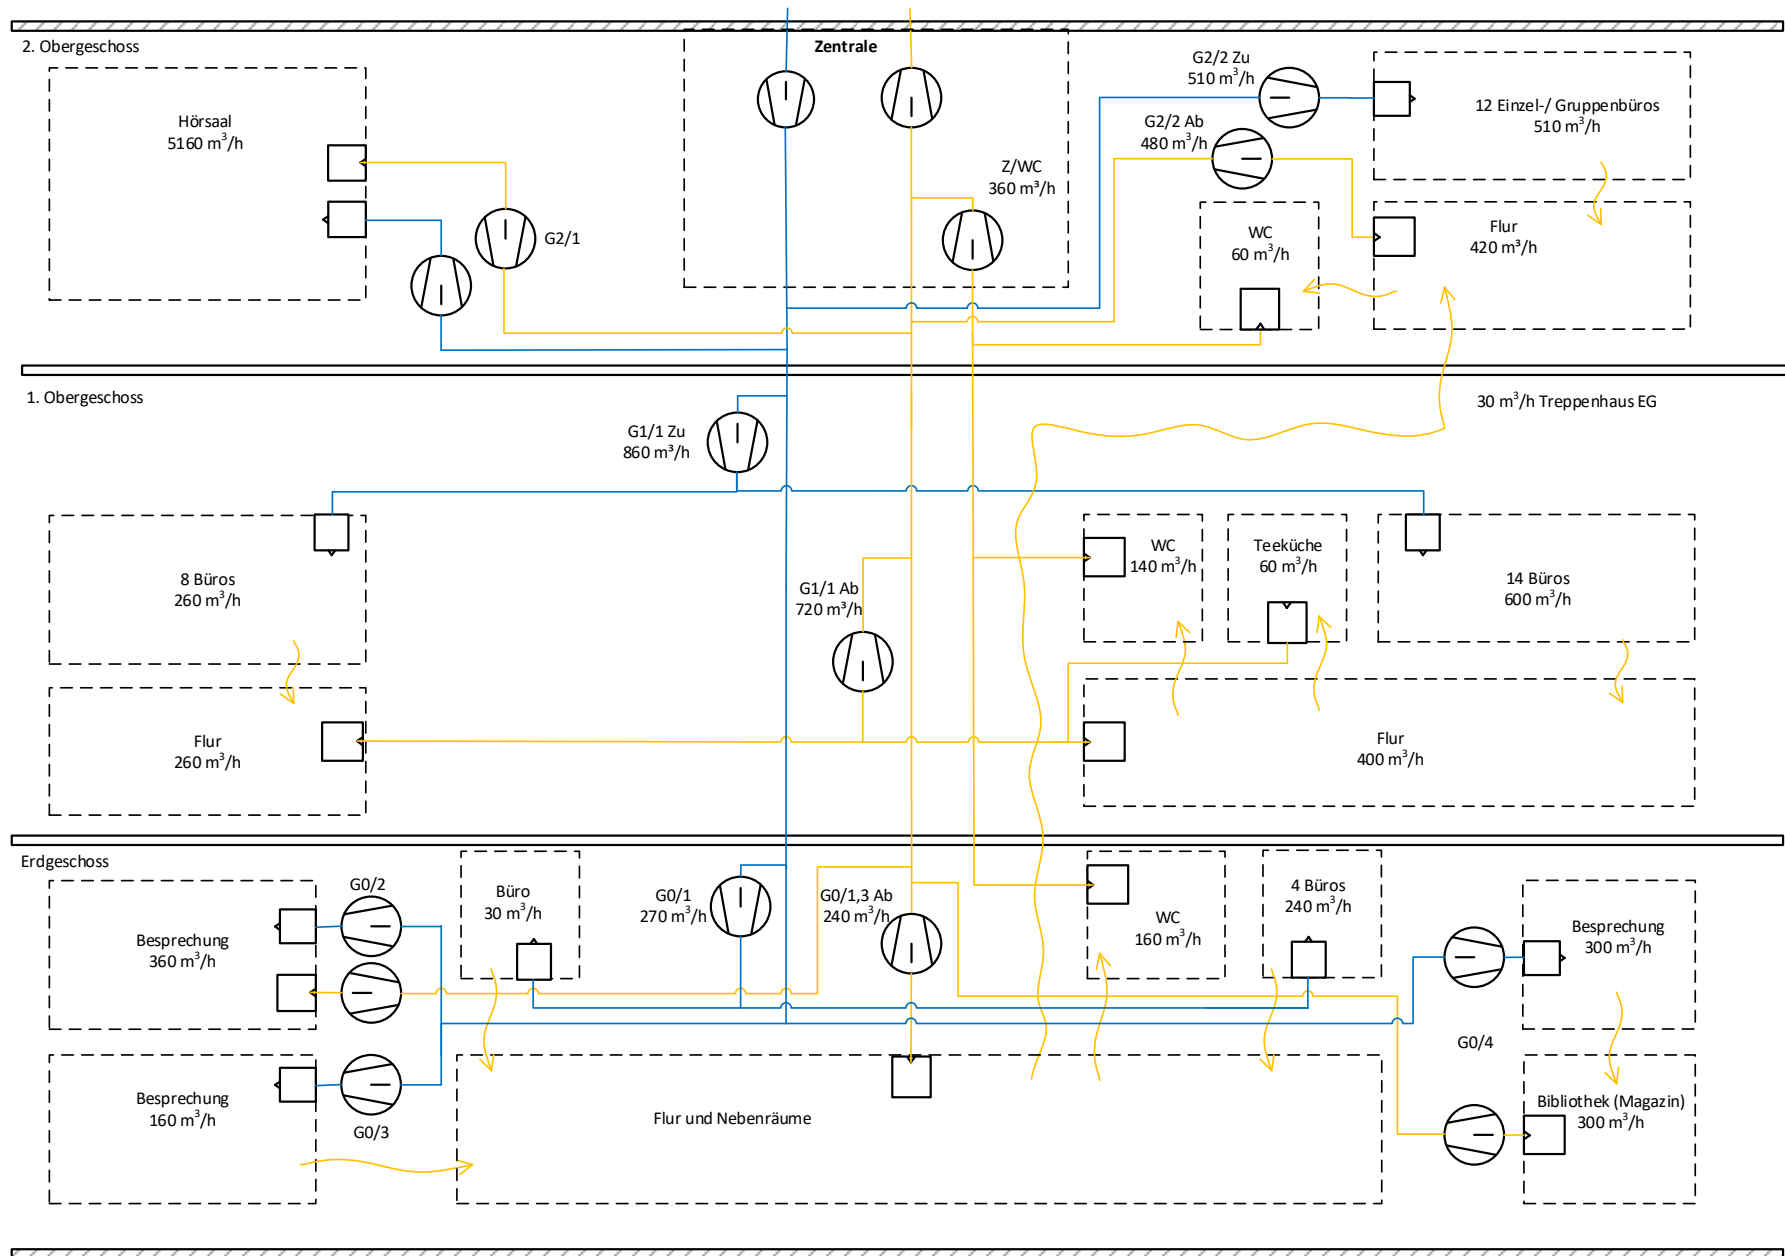 2. Obergeschoss
Zentrale
Hörsaal
5160 m³/h
G2/1
Z/WC
360 m³/h
G2/2 Zu
510 m³/h
G2/2 Ab
480 m³/h
12 Einzel-/ Gruppenbüros
510 m³/h
WC
60 m³/h
Flur
420 m³/h
1. Obergeschoss
30 m³/h Treppenhaus EG
G1/1 Zu
860 m³/h
8 Büros
260 m³/h
G1/1 Ab
720 m³/h
WC
140 m³/h
Teeküche
60 m³/h
14 Büros
600 m³/h
Flur
260 m³/h
Flur
400 m³/h
Erdgeschoss
Besprechung
360 m³/h
G0/2
Büro
30 m³/h
G0/1
270 m³/h
G0/1,3 Ab
240 m³/h
WC
160 m³/h
4 Büros
240 m³/h
Besprechung
300 m³/h
G0/4
Besprechung
160 m³/h
G0/3
Flur und Nebenräume
Bibliothek (Magazin)
300 m³/h